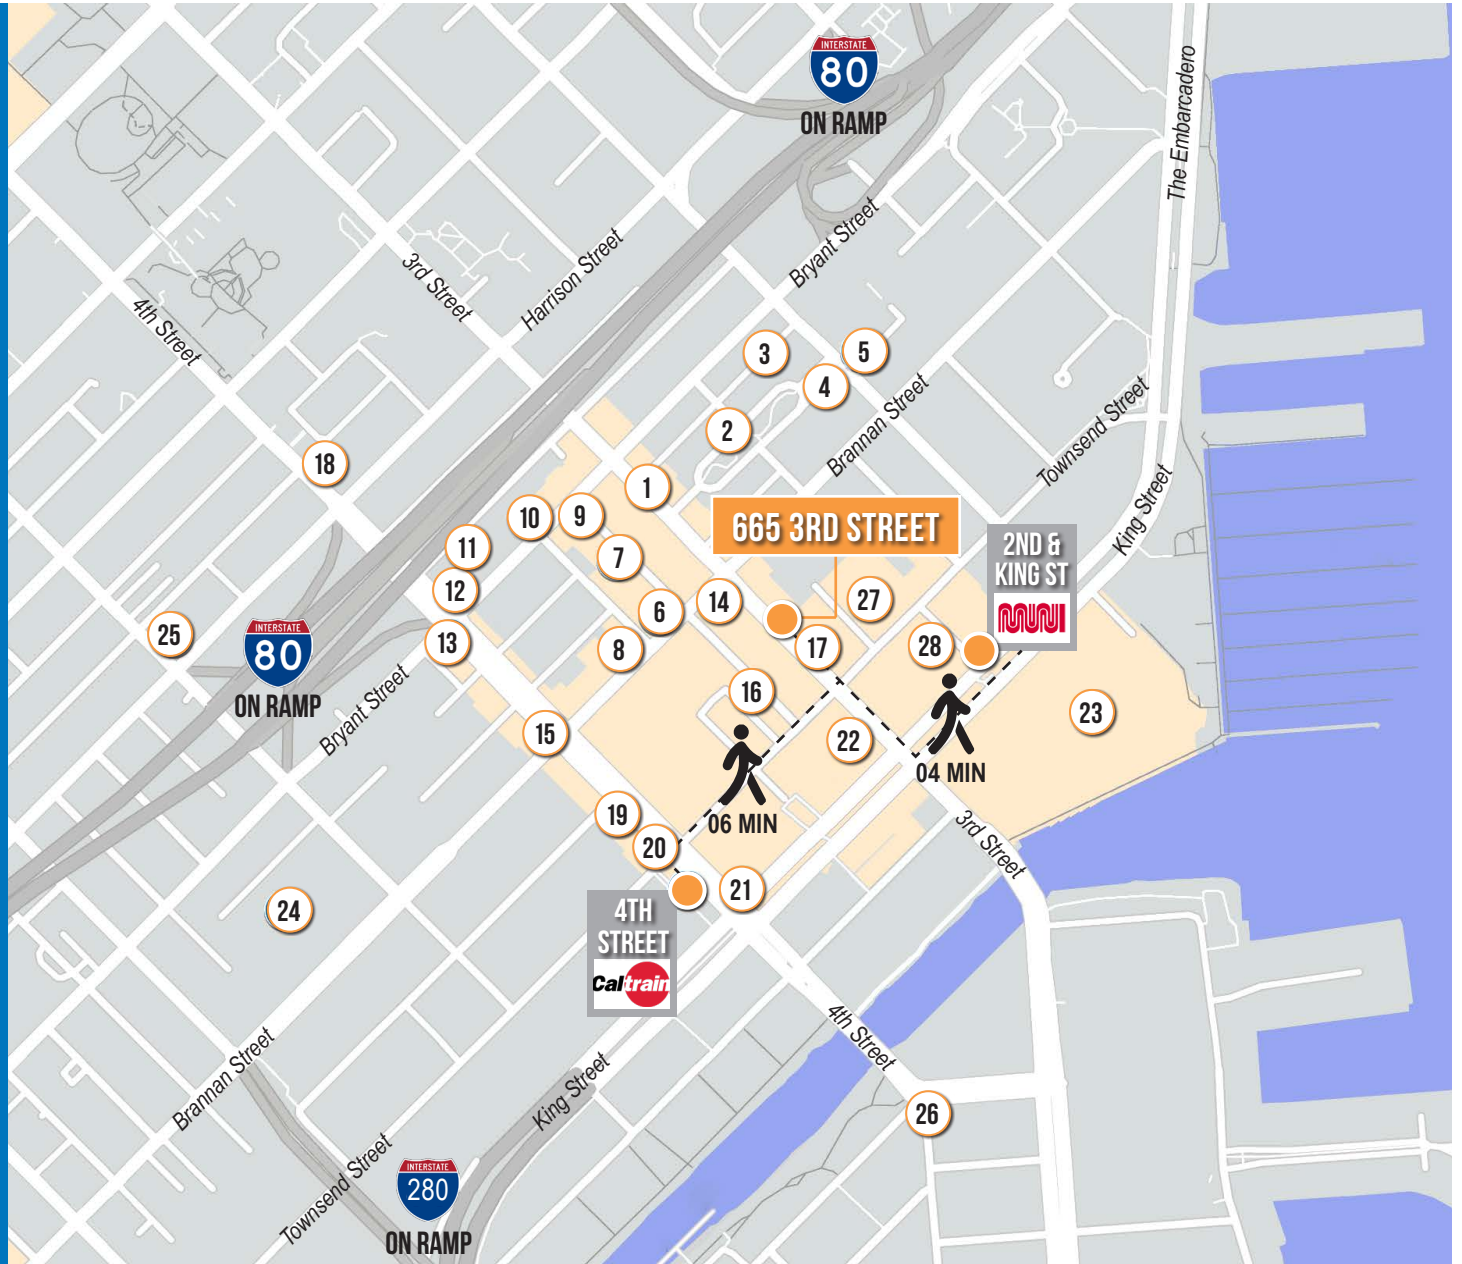 INTERSTATE
80
ON RAMP
The Embarcadero
Bryant Street
Harrison Street
3rd Street
4th Street
3
5
4
2
Brannan Street
Townsend Street
King Street
18
1
10
9
665 3RD STREET
2ND &
KING ST
MUNI
11
7
12
6
14
27
25
INTERSTATE
80
ON RAMP
13
8
17
28
Bryant Street
16
23
15
22
04 MIN
19
06 MIN
20
3rd Street
21
24
4TH
STREET
Caltrain
4th Street
Brannan Street
King Street
26
Townsend Street
INTERSTATE
280
ON RAMP